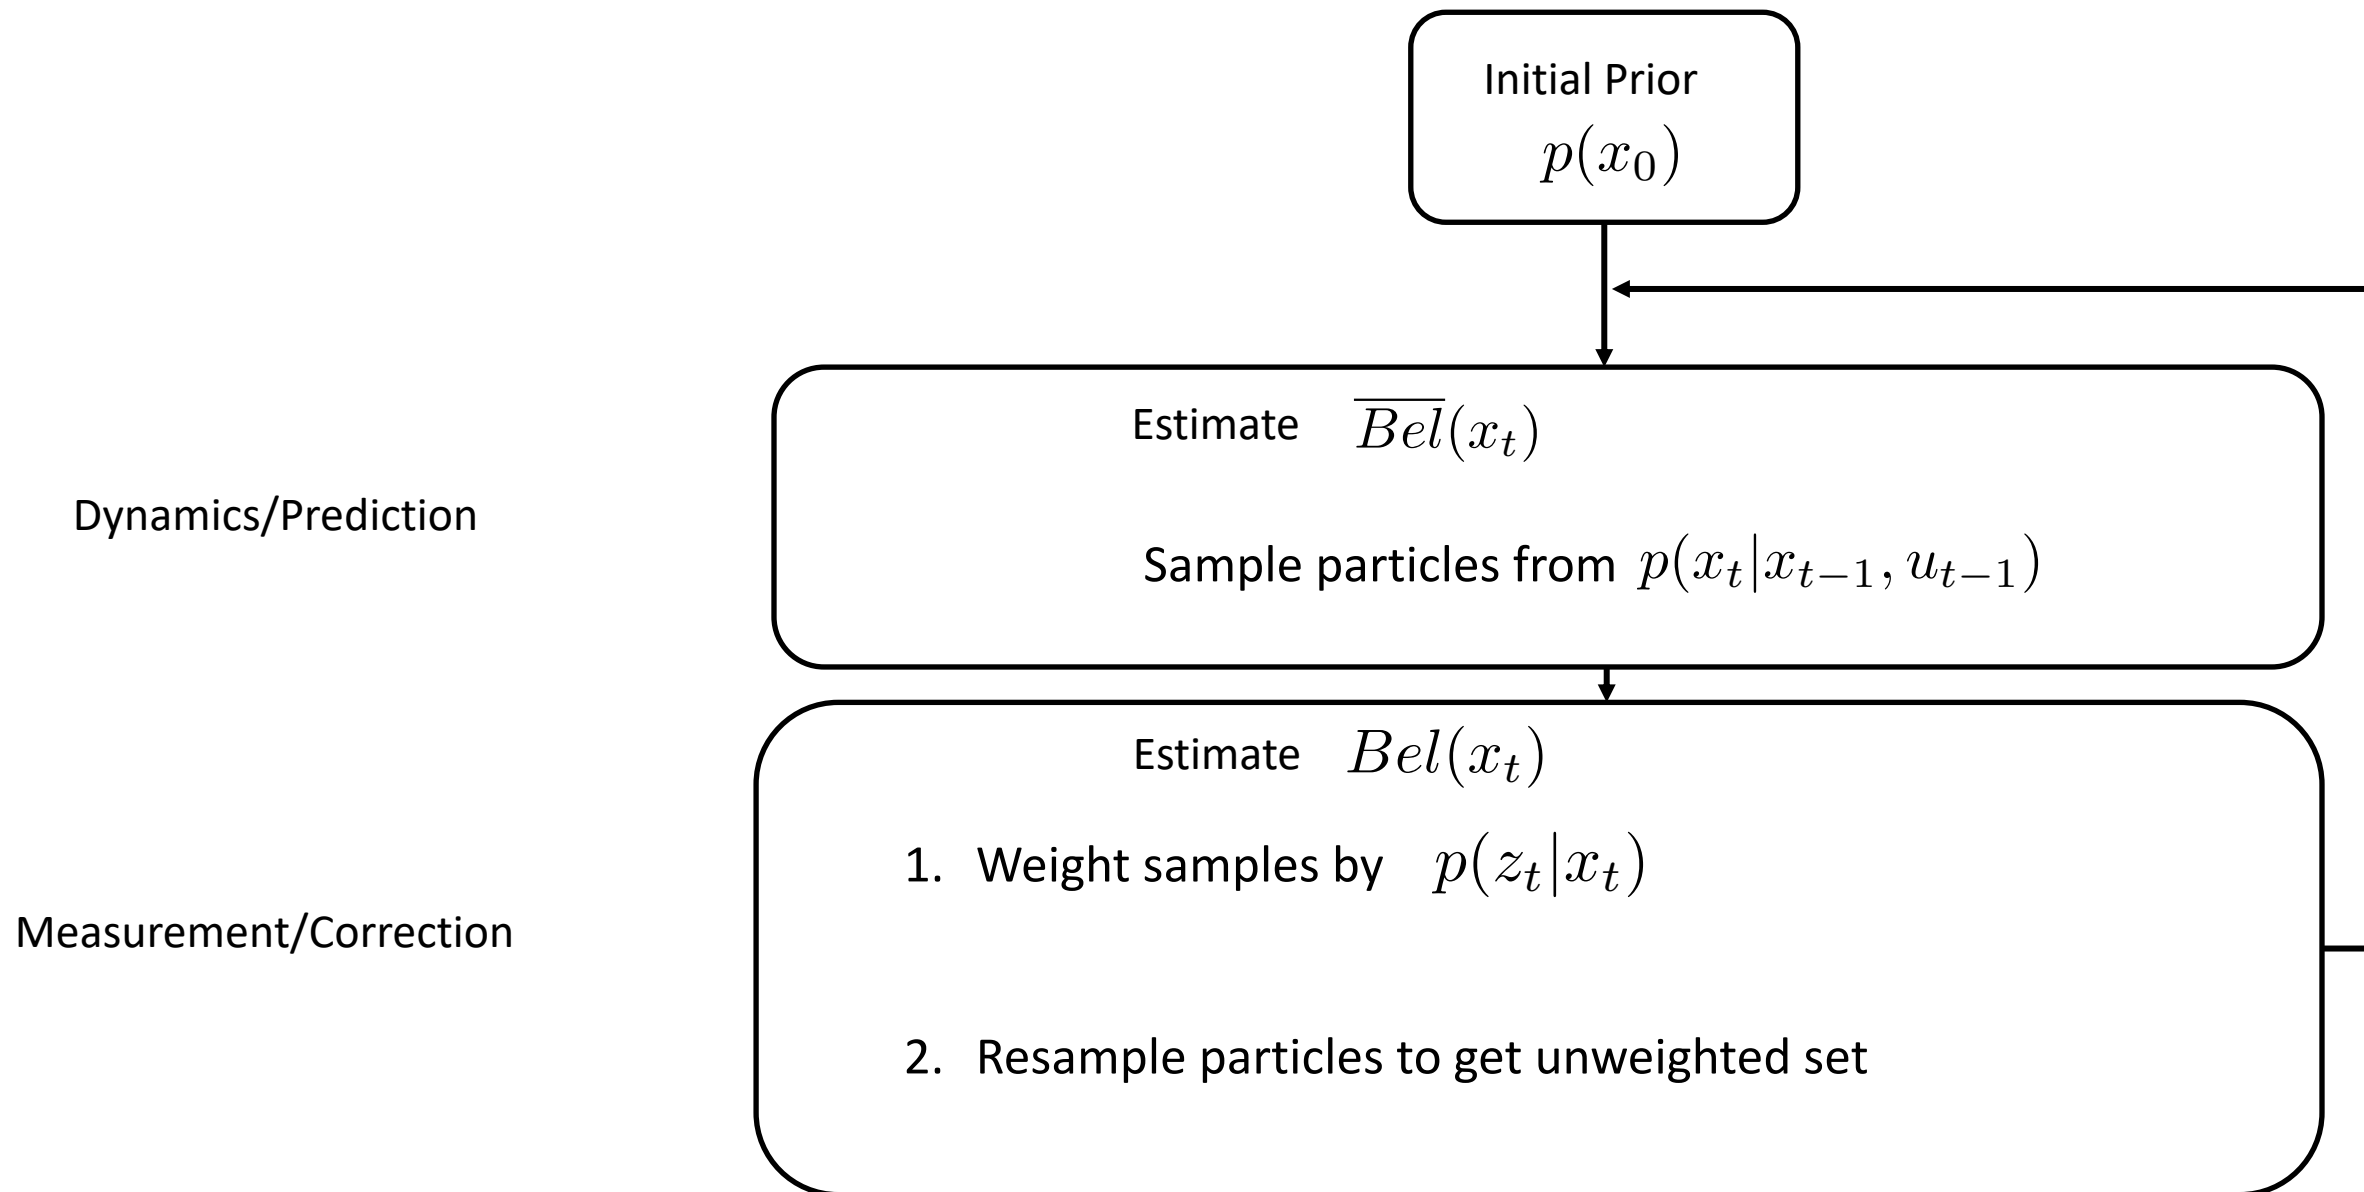 Initial Prior
p(x_0)
Estimate \overline{Bel}(x_t)
Dynamics/Prediction
Sample particles from p(x_t|x_{t-1}, u_{t-1})
Estimate Bel(x_t)
1. Weight samples by p(z_t|x_t)
Measurement/Correction
2. Resample particles to get unweighted set